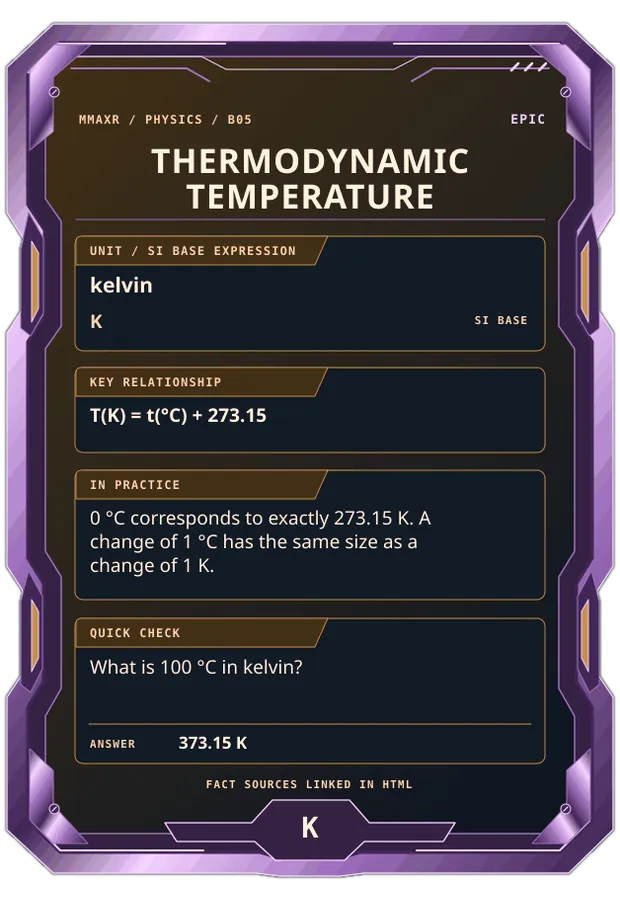 MMAXR / PHYSICS / B05
EPIC
THERMODYNAMIC
TEMPERATURE
UNIT / SI BASE EXPRESSION
kelvin
K
SI BASE
KEY RELATIONSHIP
T(K) = t(°C) + 273.15
IN PRACTICE
0 °C corresponds to exactly 273.15 K. A
change of 1 °C has the same size as a
change of 1 K.
QUICK CHECK
What is 100 °C in kelvin?
ANSWER 373.15 K
FACT SOURCES LINKED IN HTML
K